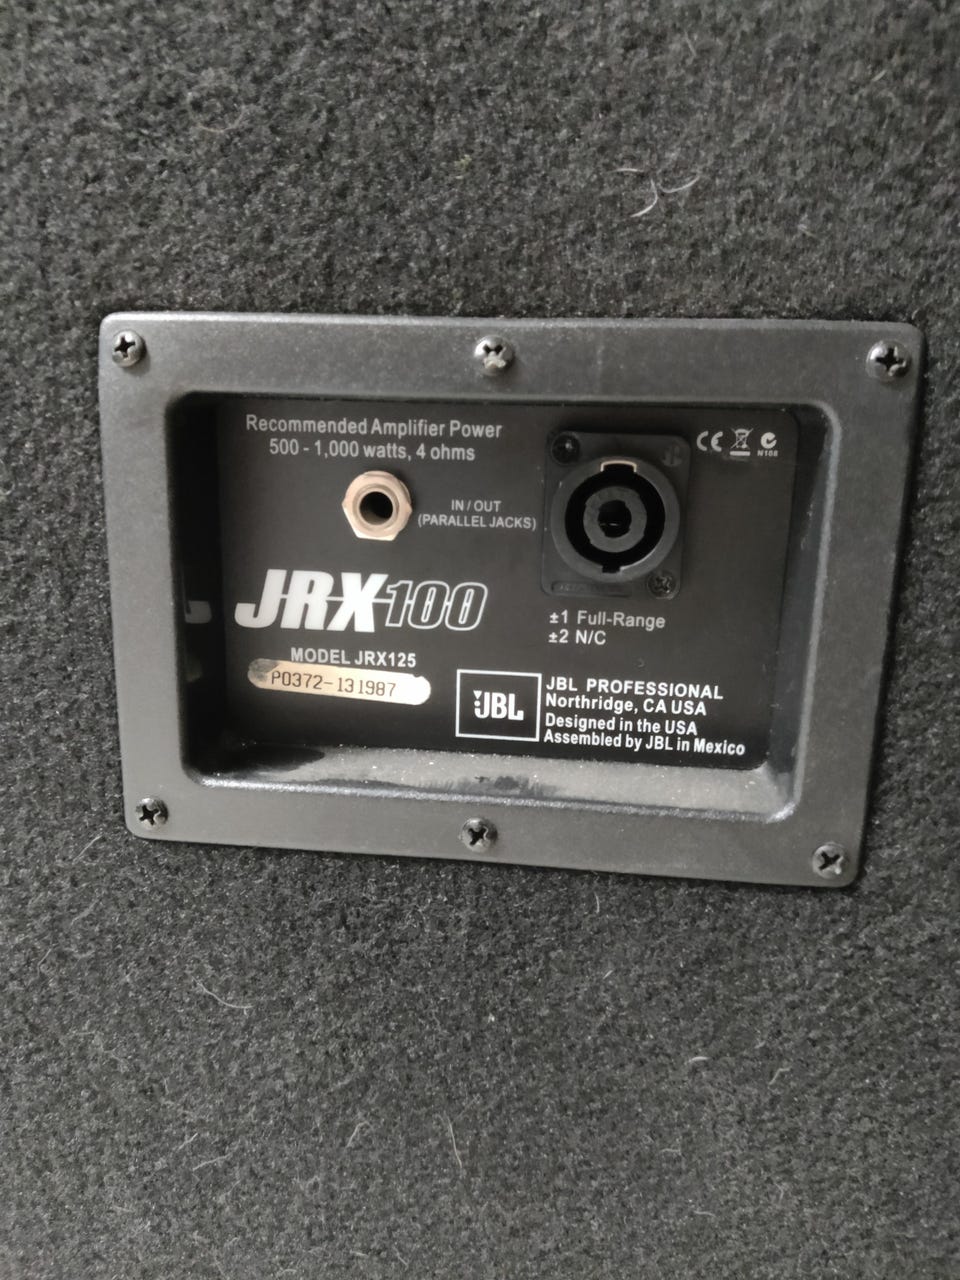 Recommended Amplifier Power
500 - 1,000 watts, 4 ohms
IN / OUT
(PARALLEL JACKS)
N108
JRX100
±1 Full-Range
±2 N/C
MODEL JRX125
P0372-131987
JBL
JBL PROFESSIONAL
Northridge, CA USA
Designed in the USA
Assembled by JBL in Mexico